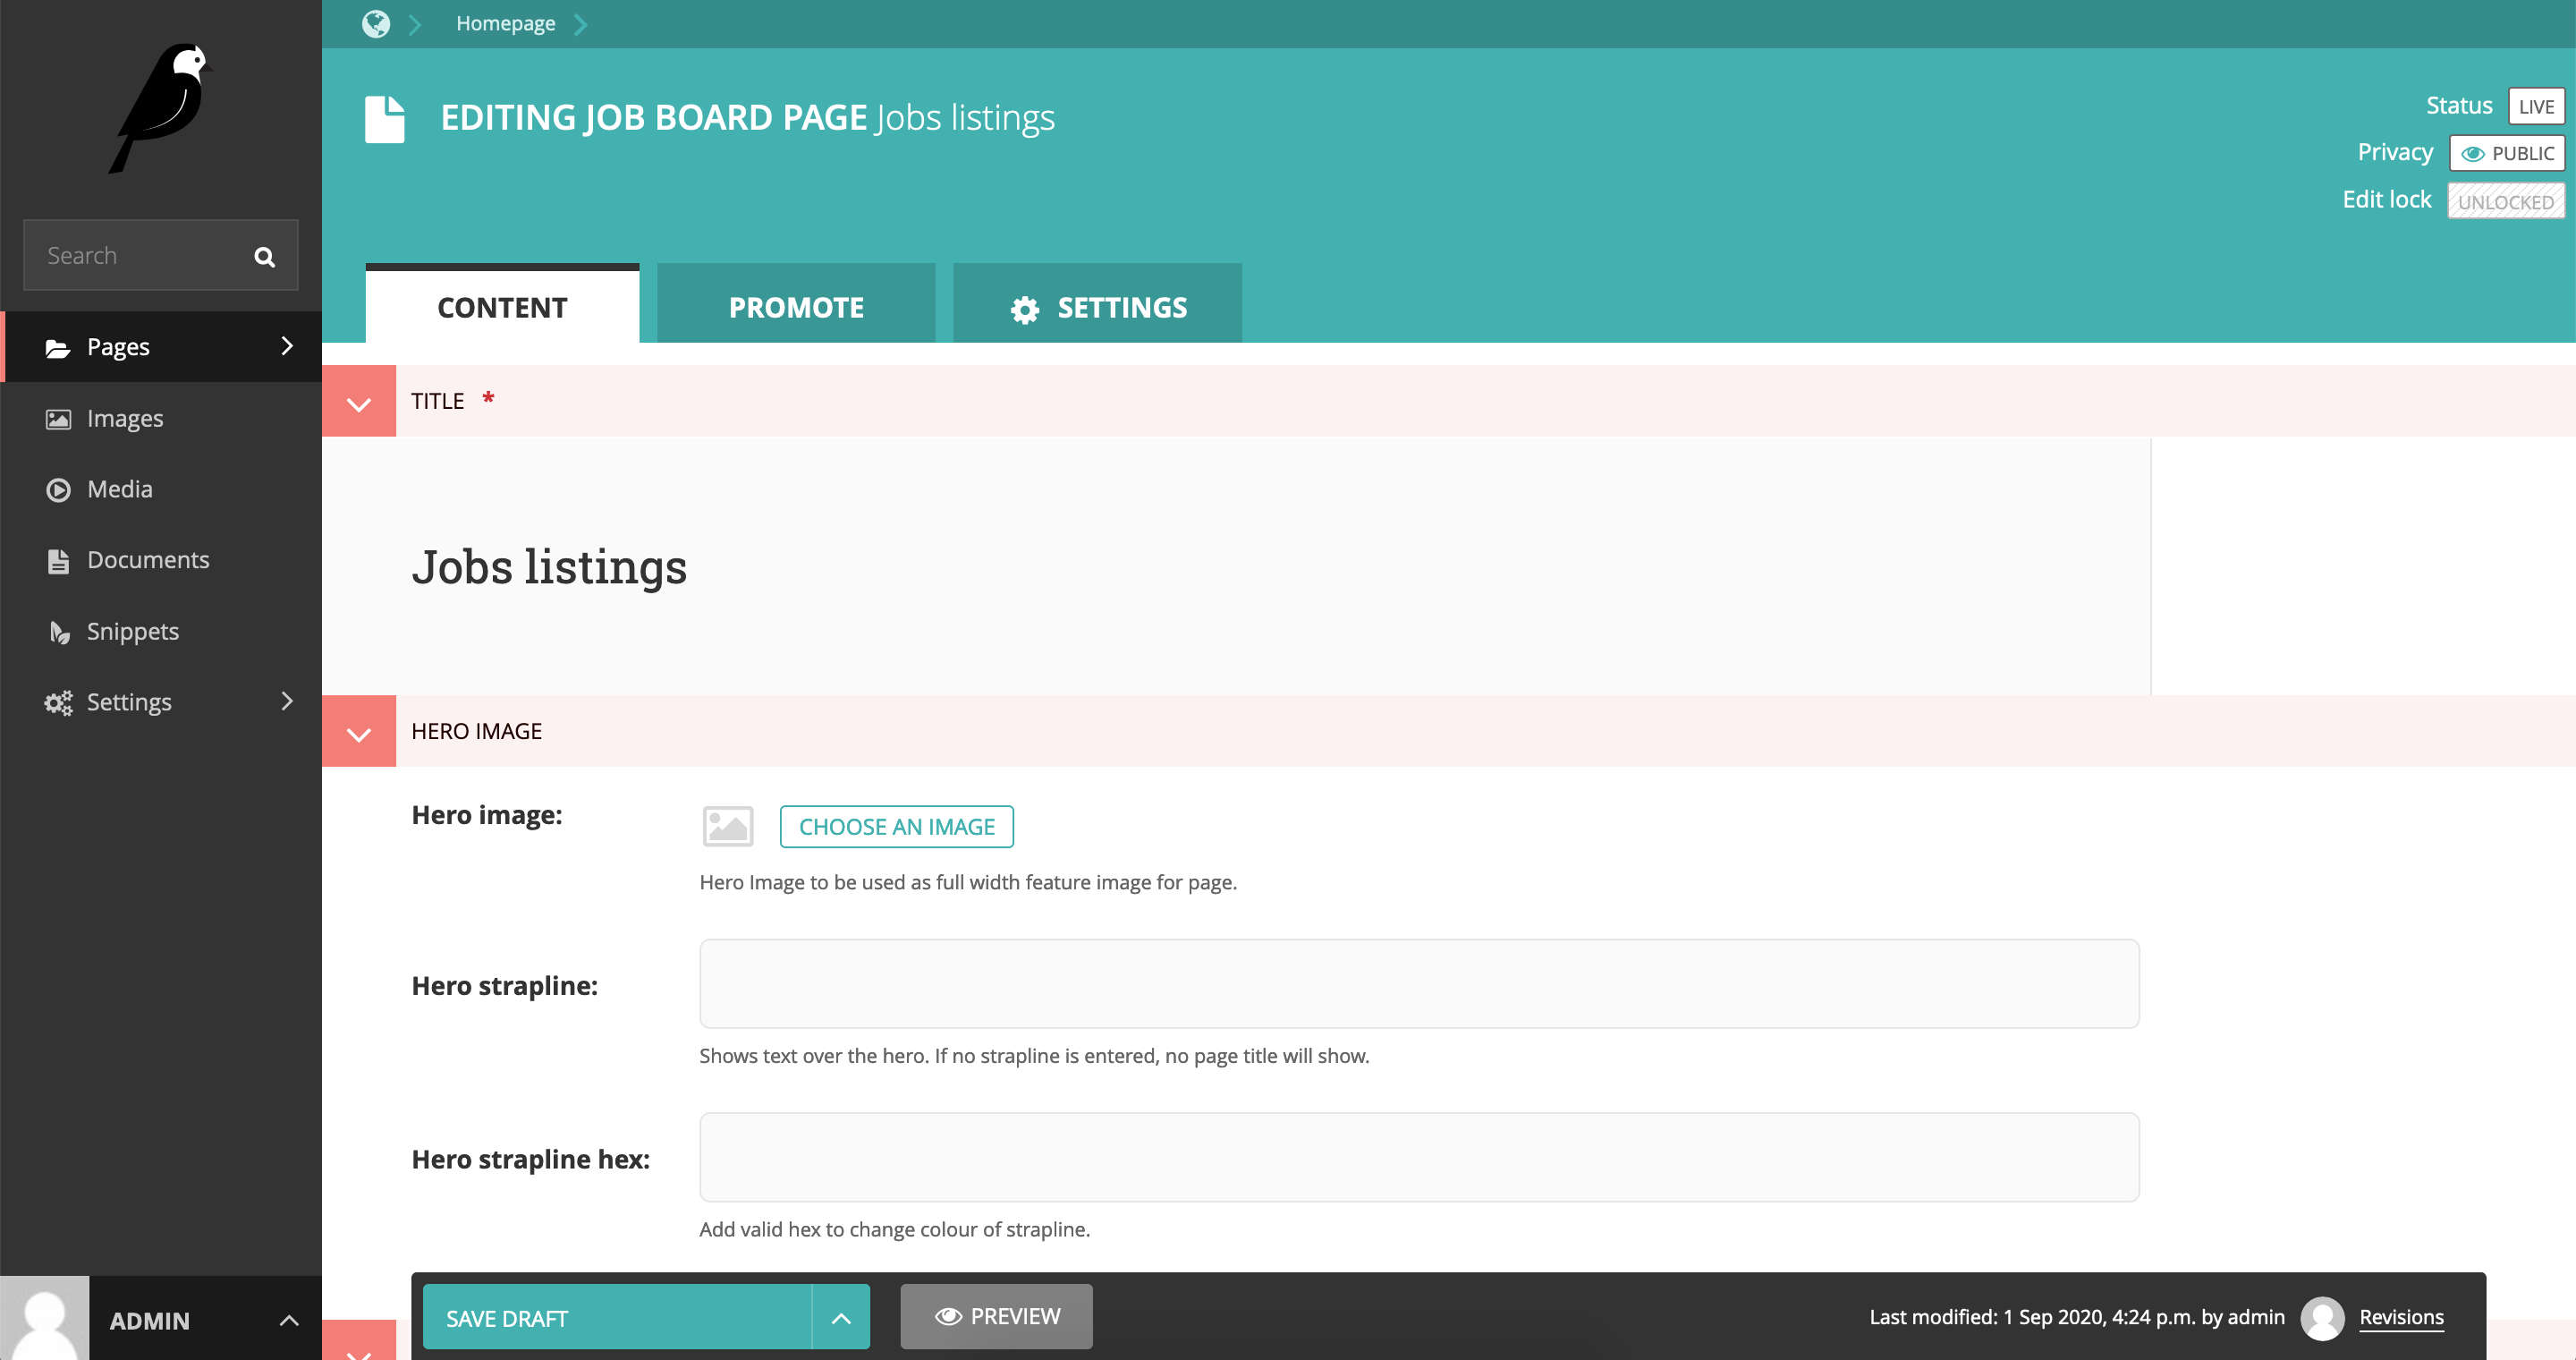 Homepage
EDITING JOB BOARD PAGE Jobs listings
Status LIVE
Privacy PUBLIC
Edit lock UNLOCKED
Search
CONTENT
PROMOTE
SETTINGS
Pages
Images
Media
Documents
Snippets
Settings
TITLE *
Jobs listings
HERO IMAGE
Hero image:
CHOOSE AN IMAGE
Hero Image to be used as full width feature image for page.
Hero strapline:
Shows text over the hero. If no strapline is entered, no page title will show.
Hero strapline hex:
Add valid hex to change colour of strapline.
ADMIN
SAVE DRAFT
PREVIEW
Last modified: 1 Sep 2020, 4:24 p.m. by admin
Revisions